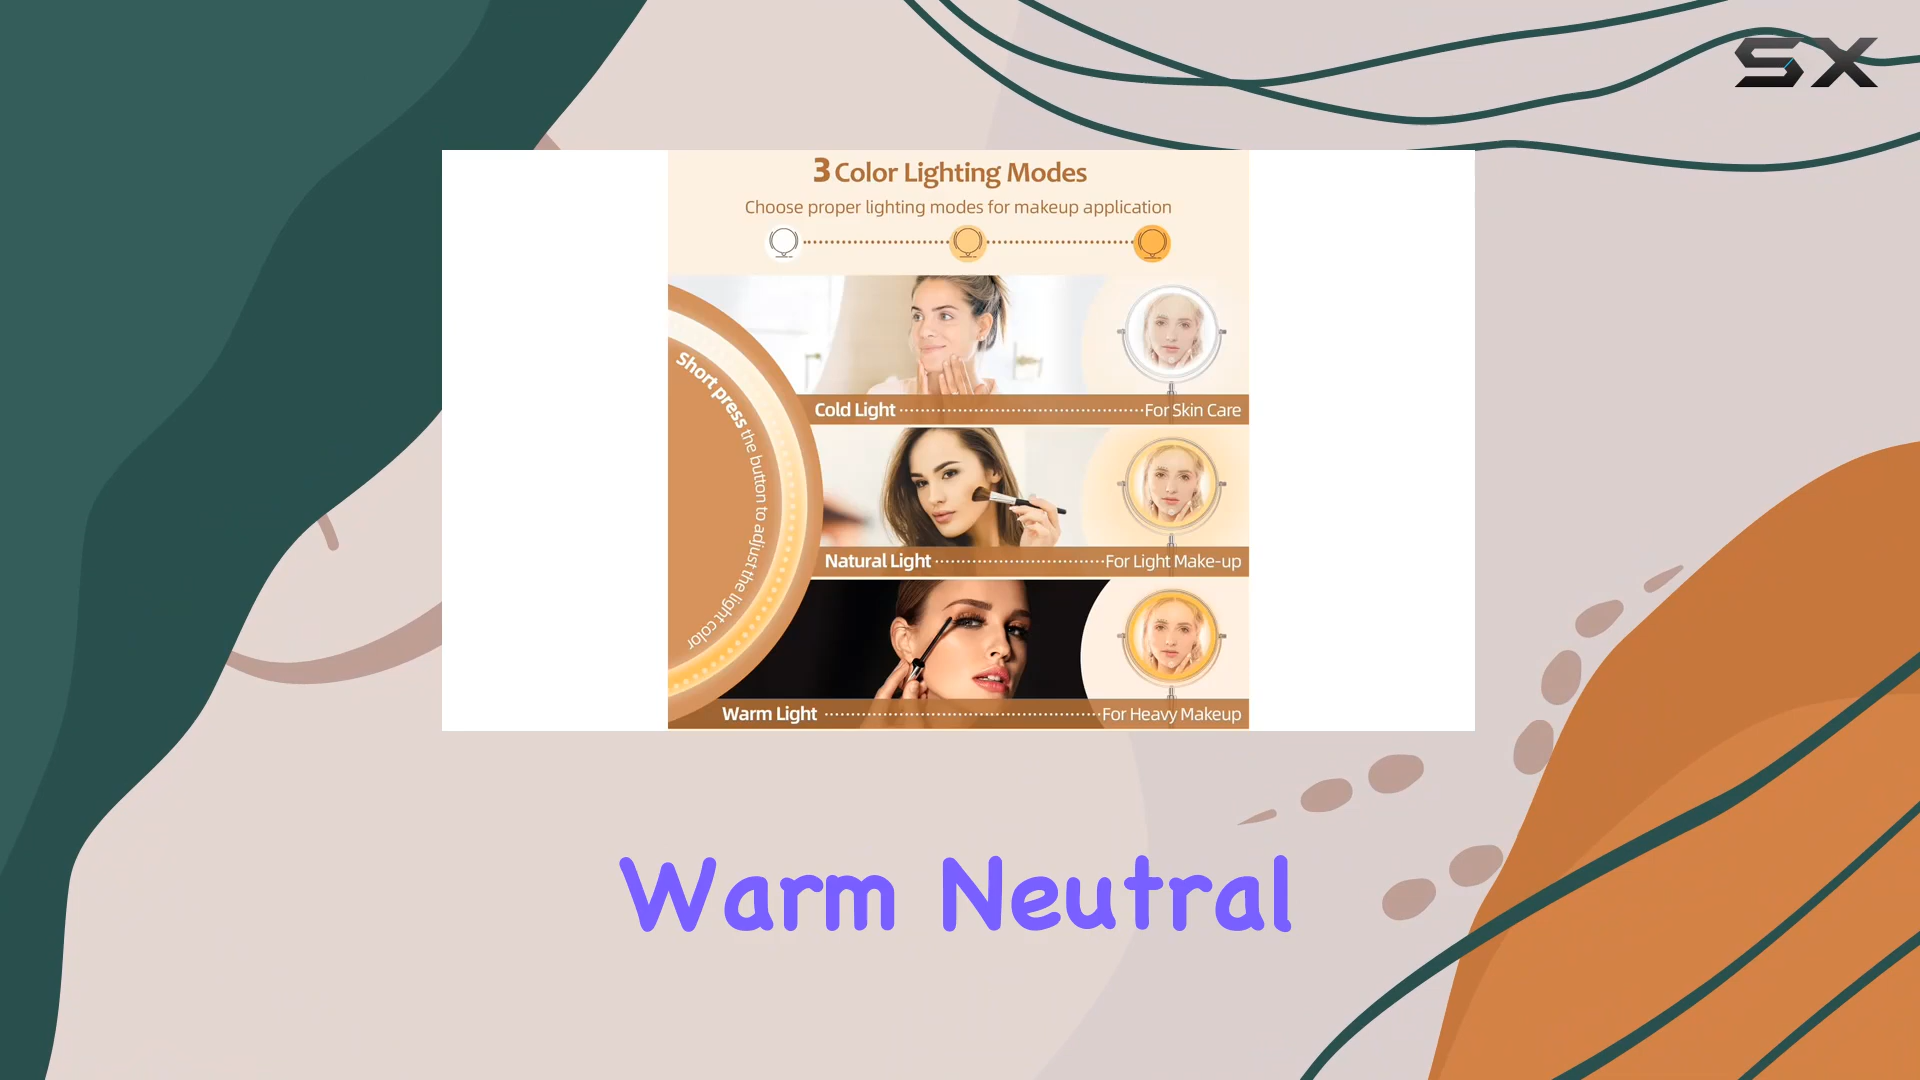 SX
3 Color Lighting Modes
Choose proper lighting modes for makeup application
Short press the button to adjust the light color
Cold Light For Skin Care
Natural Light For Light Make-up
Warm Light For Heavy Makeup
Warm Neutral